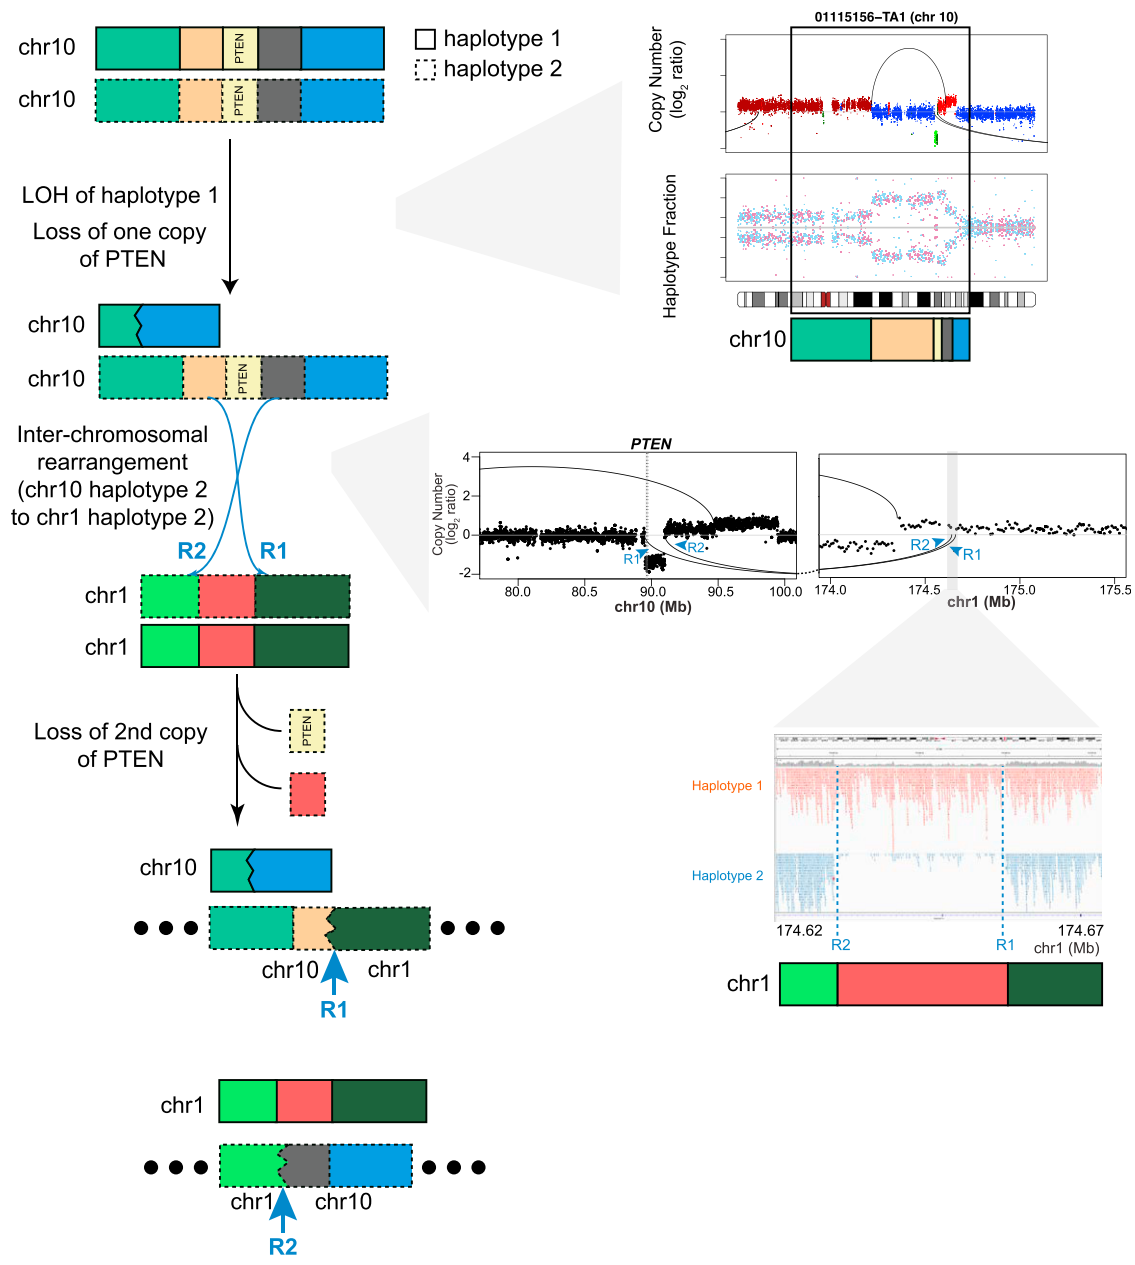 chr10
PTEN
chr10
PTEN
haplotype 1
haplotype 2
LOH of haplotype 1
Loss of one copy
of PTEN
chr10
chr10
PTEN
Inter-chromosomal
rearrangement
(chr10 haplotype 2
to chr1 haplotype 2)
R2
R1
chr1
chr1
Loss of 2nd copy
of PTEN
PTEN
chr10
chr10
chr1
R1
chr1
chr1
chr10
R2
01115156–TA1 (chr 10)
Copy Number
(log2 ratio)
Haplotype Fraction
chr10
PTEN
Copy Number
(log2 ratio)
4
2
0
-2
R1
R2
80.0
80.5
90.0
90.5
100.0
chr10 (Mb)
R2
R1
174.0
174.5
175.0
175.5
chr1 (Mb)
Haplotype 1
Haplotype 2
174.62
174.67
R2
R1
chr1 (Mb)
chr1